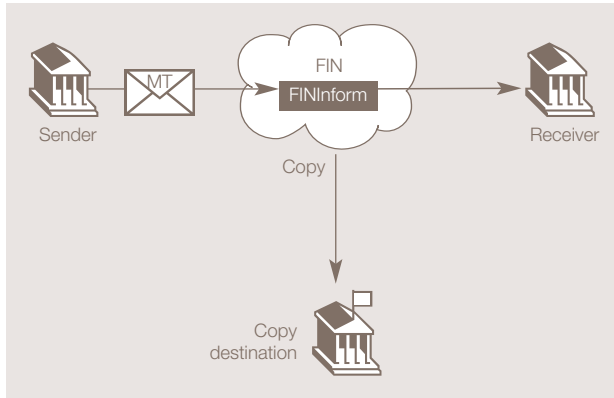 MT
FIN
FINInform
Sender
Receiver
Copy
Copy
destination